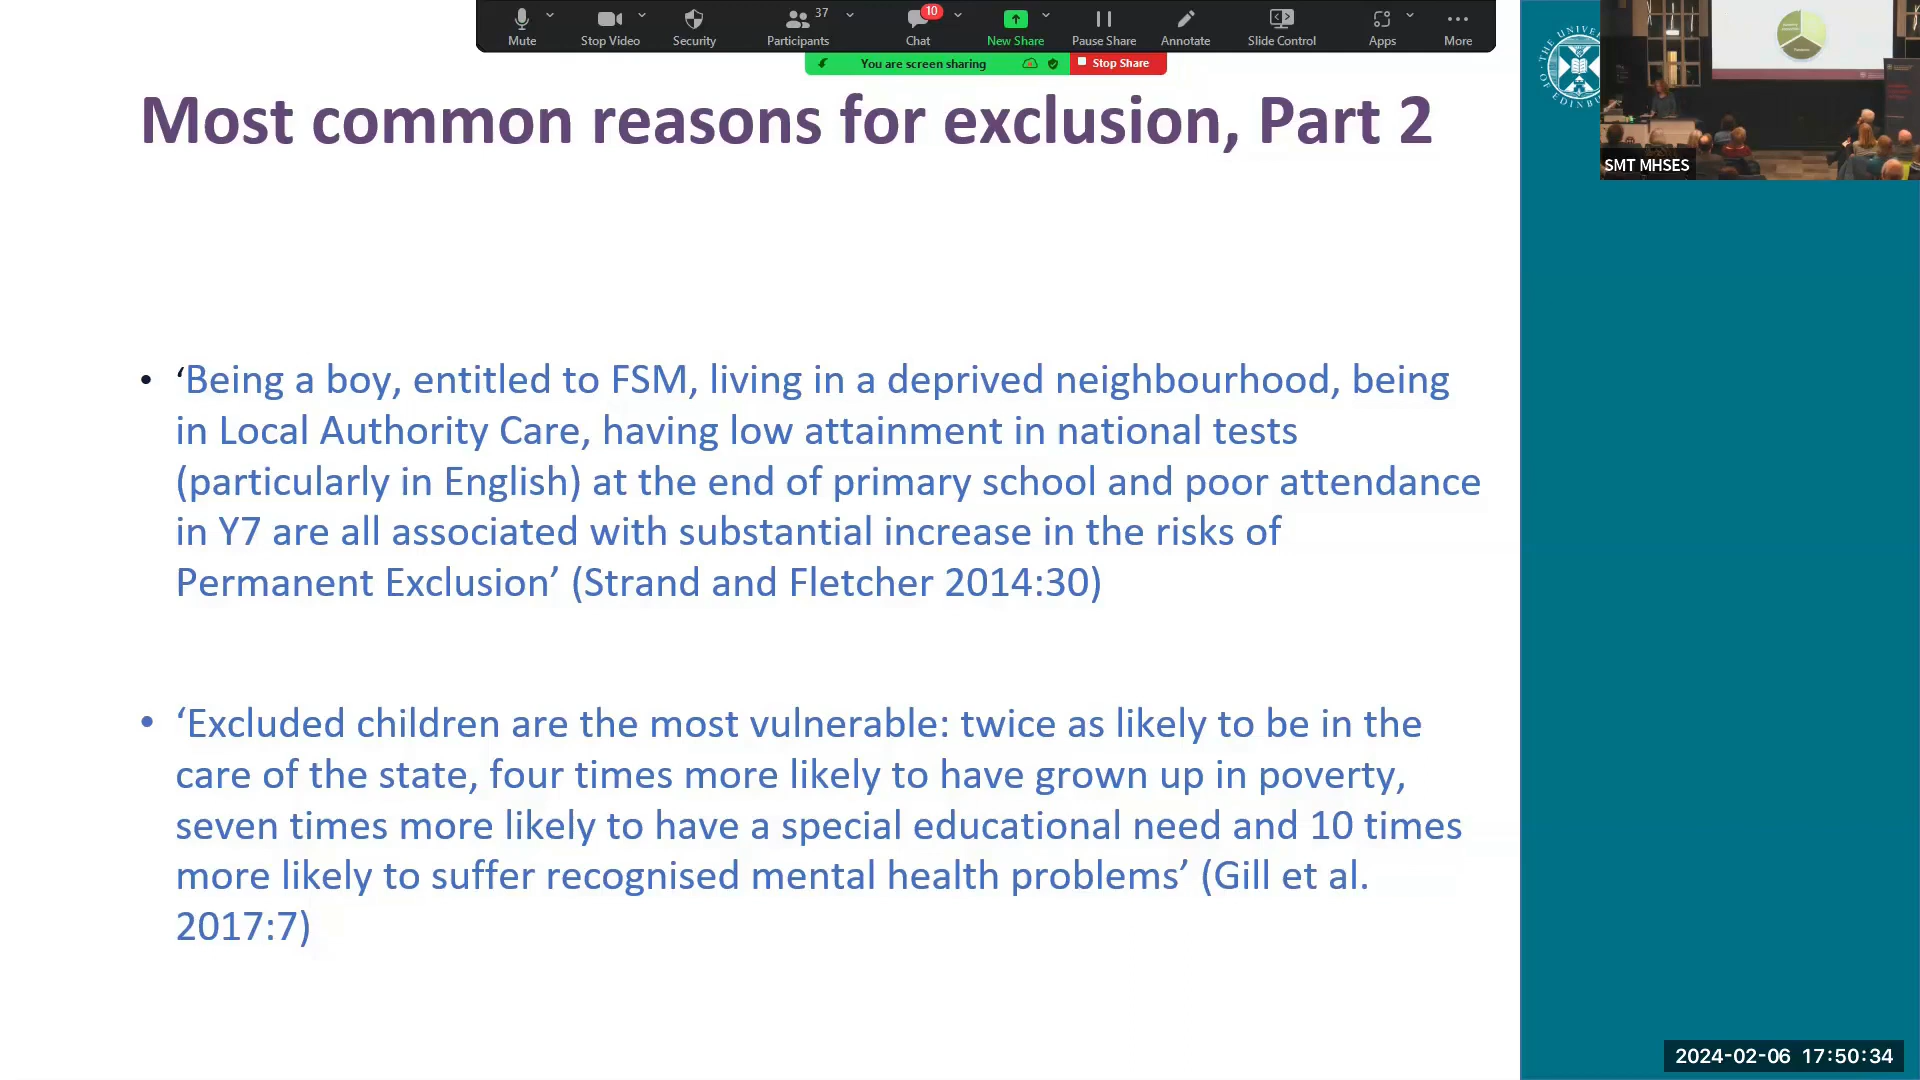 Mute
Stop Video
Security
Participants
37
Chat
10
New Share
Pause Share
Annotate
Slide Control
Apps
More
You are screen sharing
Stop Share
Most common reasons for exclusion, Part 2
THE UNIVER
OF EDINBU
SMT MHSES
• ‘Being a boy, entitled to FSM, living in a deprived neighbourhood, being
in Local Authority Care, having low attainment in national tests
(particularly in English) at the end of primary school and poor attendance
in Y7 are all associated with substantial increase in the risks of
Permanent Exclusion’ (Strand and Fletcher 2014:30)
• ‘Excluded children are the most vulnerable: twice as likely to be in the
care of the state, four times more likely to have grown up in poverty,
seven times more likely to have a special educational need and 10 times
more likely to suffer recognised mental health problems’ (Gill et al.
2017:7)
2024-02-06 17:50:34